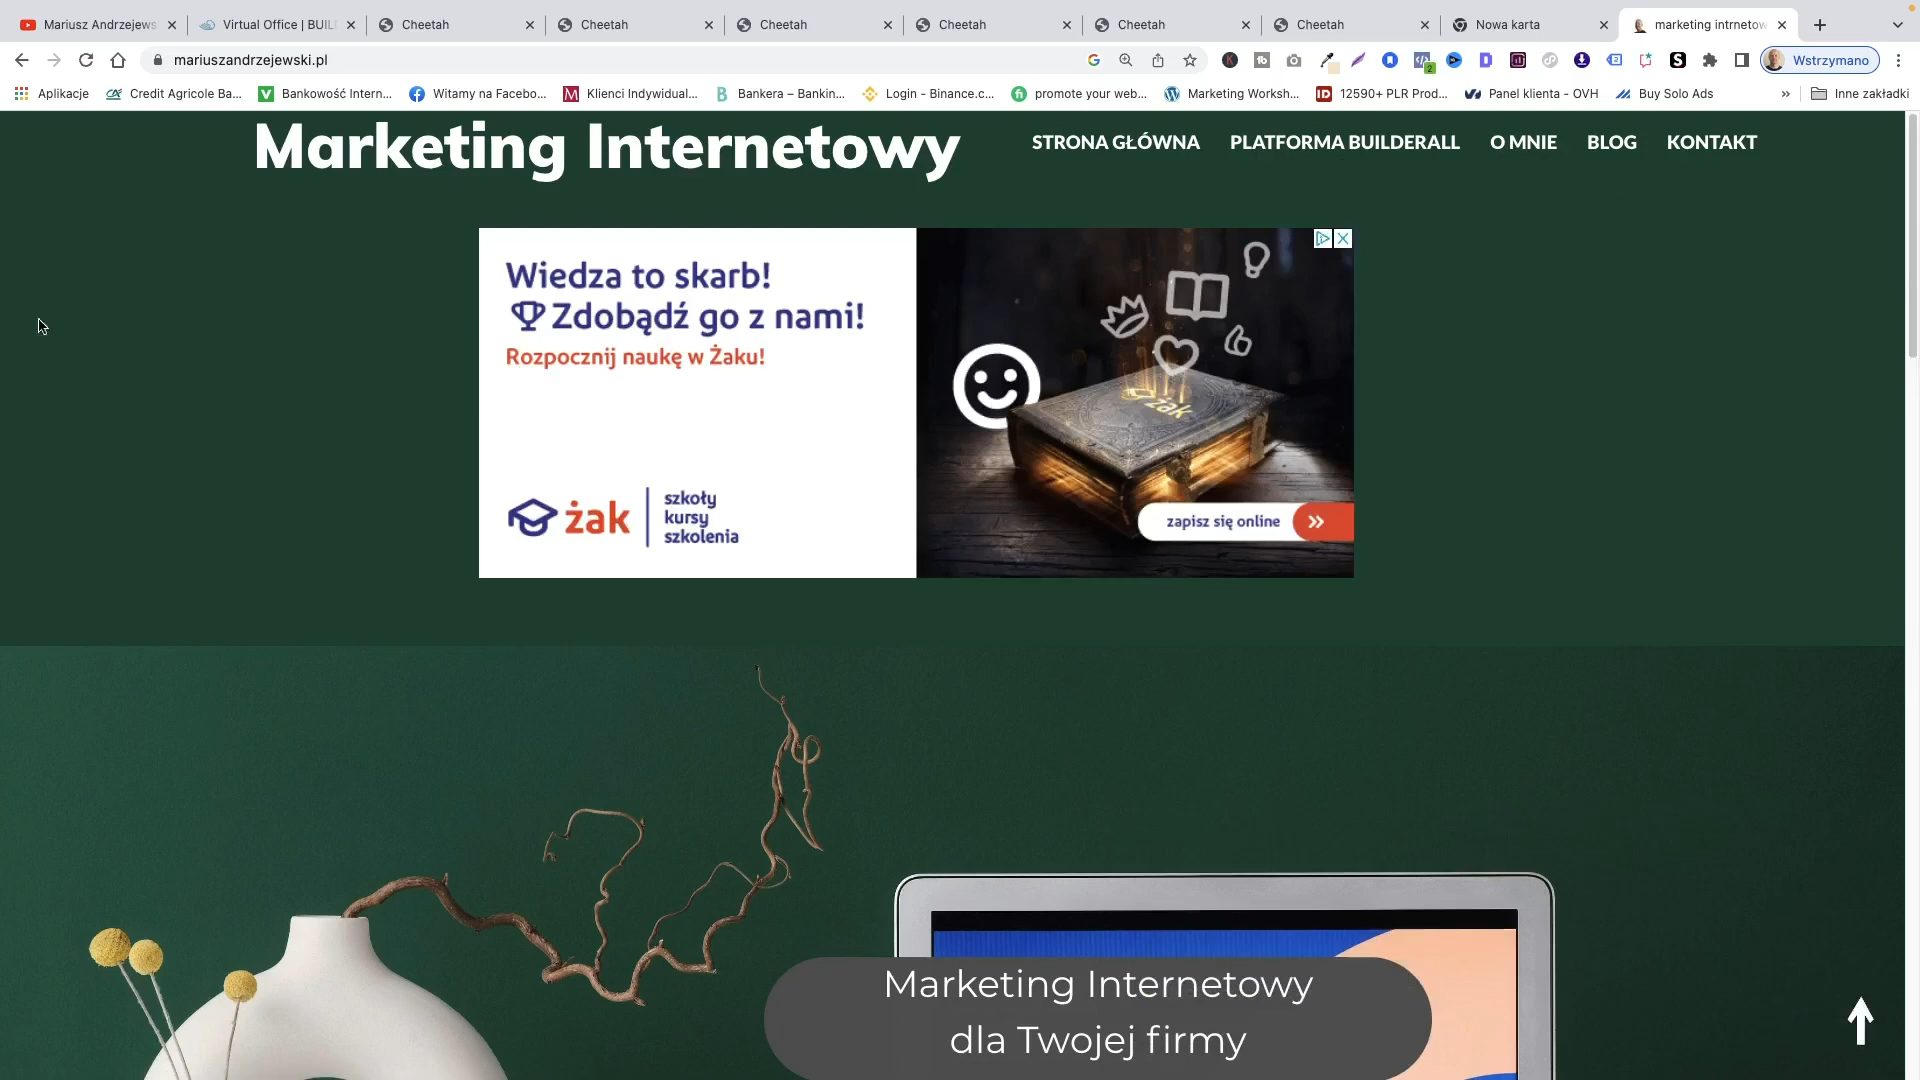 Mariusz Andrzejews
Virtual Office | BUIL
Cheetah
Cheetah
Cheetah
Cheetah
Cheetah
Cheetah
Nowa karta
marketing intrnetow
mariuszandrzejewski.pl
Wstrzymano
Aplikacje
Credit Agricole Ba...
Bankowość Intern...
Witamy na Facebo...
Klienci Indywidual...
Bankera – Bankin...
Login - Binance.c...
promote your web...
Marketing Worksh...
12590+ PLR Prod...
Panel klienta - OVH
Buy Solo Ads
»
Inne zakładki
Marketing Internetowy
STRONA GŁÓWNA
PLATFORMA BUILDERALL
O MNIE
BLOG
KONTAKT
Wiedza to skarb!
Zdobądź go z nami!
Rozpocznij naukę w Żaku!
żak
szkoły
kursy
szkolenia
żak
zapisz się online
Marketing Internetowy
dla Twojej firmy